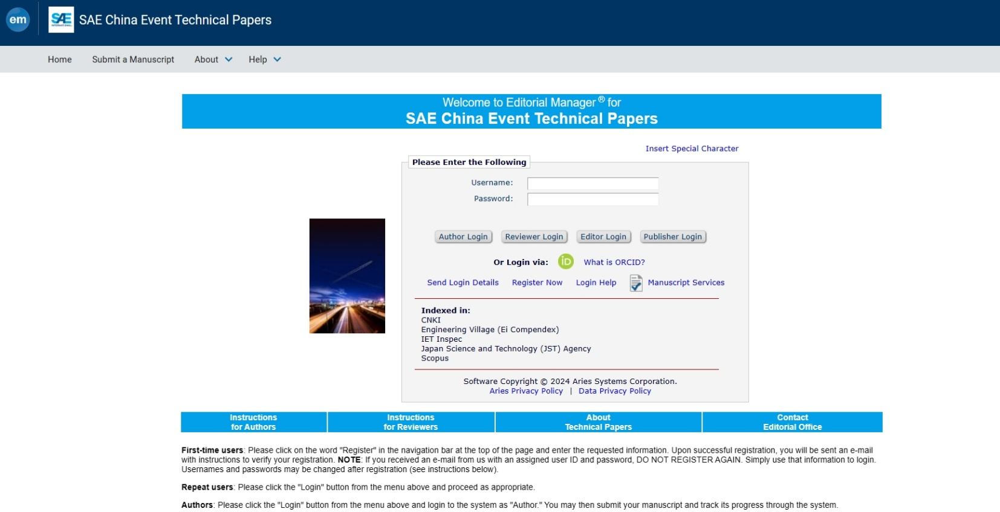 em SAE INTERNATIONAL SAE China Event Technical Papers
Home Submit a Manuscript About Help
Welcome to Editorial Manager® for
SAE China Event Technical Papers
Insert Special Character
Please Enter the Following
Username:
Password:
Author Login Reviewer Login Editor Login Publisher Login
Or Login via: iD What is ORCID?
Send Login Details Register Now Login Help Manuscript Services
Indexed in:
CNKI
Engineering Village (Ei Compendex)
IET Inspec
Japan Science and Technology (JST) Agency
Scopus
Software Copyright © 2024 Aries Systems Corporation.
Aries Privacy Policy | Data Privacy Policy
Instructions
for Authors
Instructions
for Reviewers
About
Technical Papers
Contact
Editorial Office
First-time users: Please click on the word "Register" in the navigation bar at the top of the page and enter the requested information. Upon successful registration, you will be sent an e-mail
with instructions to verify your registration. NOTE: If you received an e-mail from us with an assigned user ID and password, DO NOT REGISTER AGAIN. Simply use that information to login.
Usernames and passwords may be changed after registration (see instructions below).
Repeat users: Please click the "Login" button from the menu above and proceed as appropriate.
Authors: Please click the "Login" button from the menu above and login to the system as "Author." You may then submit your manuscript and track its progress through the system.